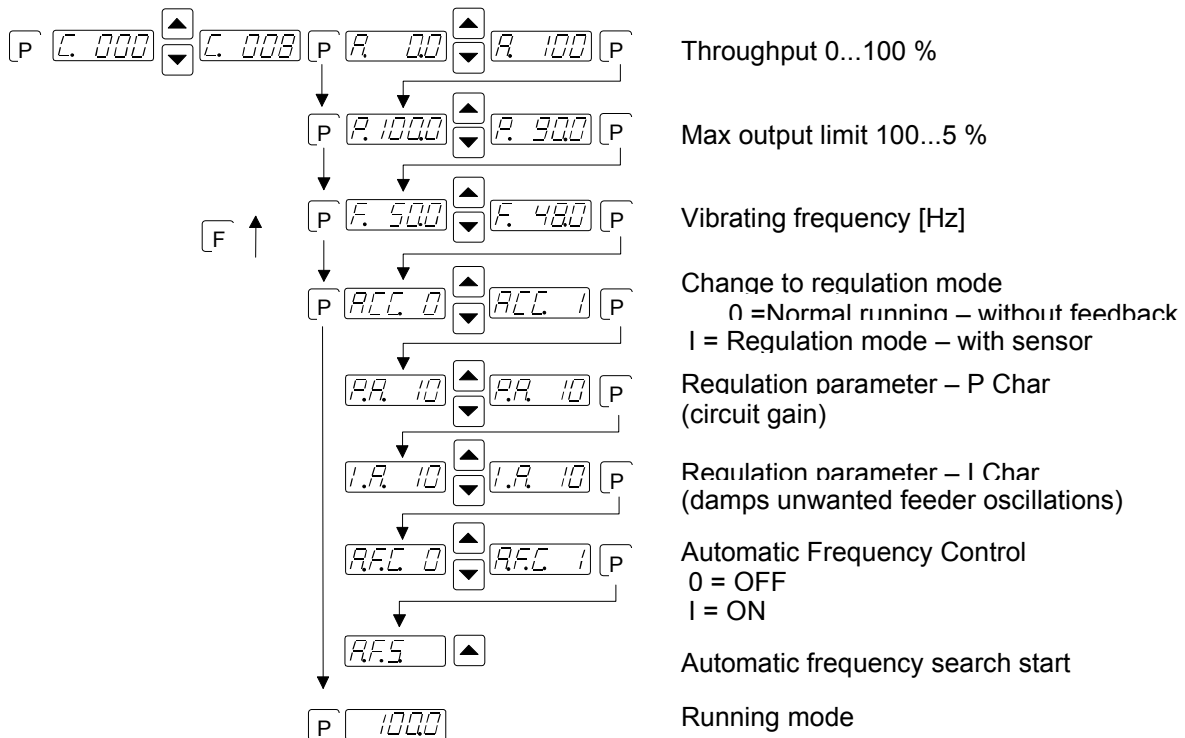 P C. 000 C. 008 P A. 0.0 A. 100 P Throughput 0...100 %
P P. 100.0 P. 90.0 P Max output limit 100...5 %
F P F. 50.0 F. 48.0 P Vibrating frequency [Hz]
P ACC. 0 ACC. 1 P Change to regulation mode
0 =Normal running – without feedback
I = Regulation mode – with sensor
P.A. 10 P.A. 10 P Regulation parameter – P Char
(circuit gain)
I.A. 10 I.A. 10 P Regulation parameter – I Char
(damps unwanted feeder oscillations)
A.F.C. 0 A.F.C. 1 P Automatic Frequency Control
0 = OFF
I = ON
A.F.S. Automatic frequency search start
P 100.0 Running mode